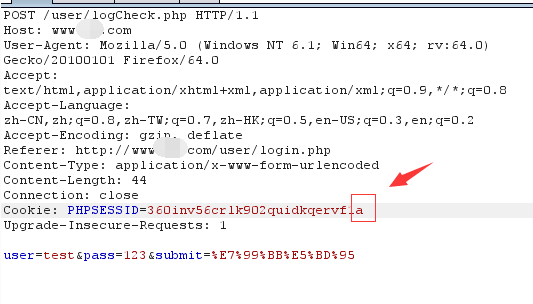 POST /user/logCheck.php HTTP/1.1
Host: www .com
User-Agent: Mozilla/5.0 (Windows NT 6.1; Win64; x64; rv:64.0)
Gecko/20100101 Firefox/64.0
Accept:
text/html,application/xhtml+xml,application/xml;q=0.9,*/*;q=0.8
Accept-Language:
zh-CN,zh;q=0.8,zh-TW;q=0.7,zh-HK;q=0.5,en-US;q=0.3,en;q=0.2
Accept-Encoding: gzip, deflate
Referer: http://www .com/user/login.php
Content-Type: application/x-www-form-urlencoded
Content-Length: 44
Connection: close
Cookie: PHPSESSID=360inv56crlk902quidkqervf1a
Upgrade-Insecure-Requests: 1
user=test&pass=123&submit=%E7%99%BB%E5%BD%95